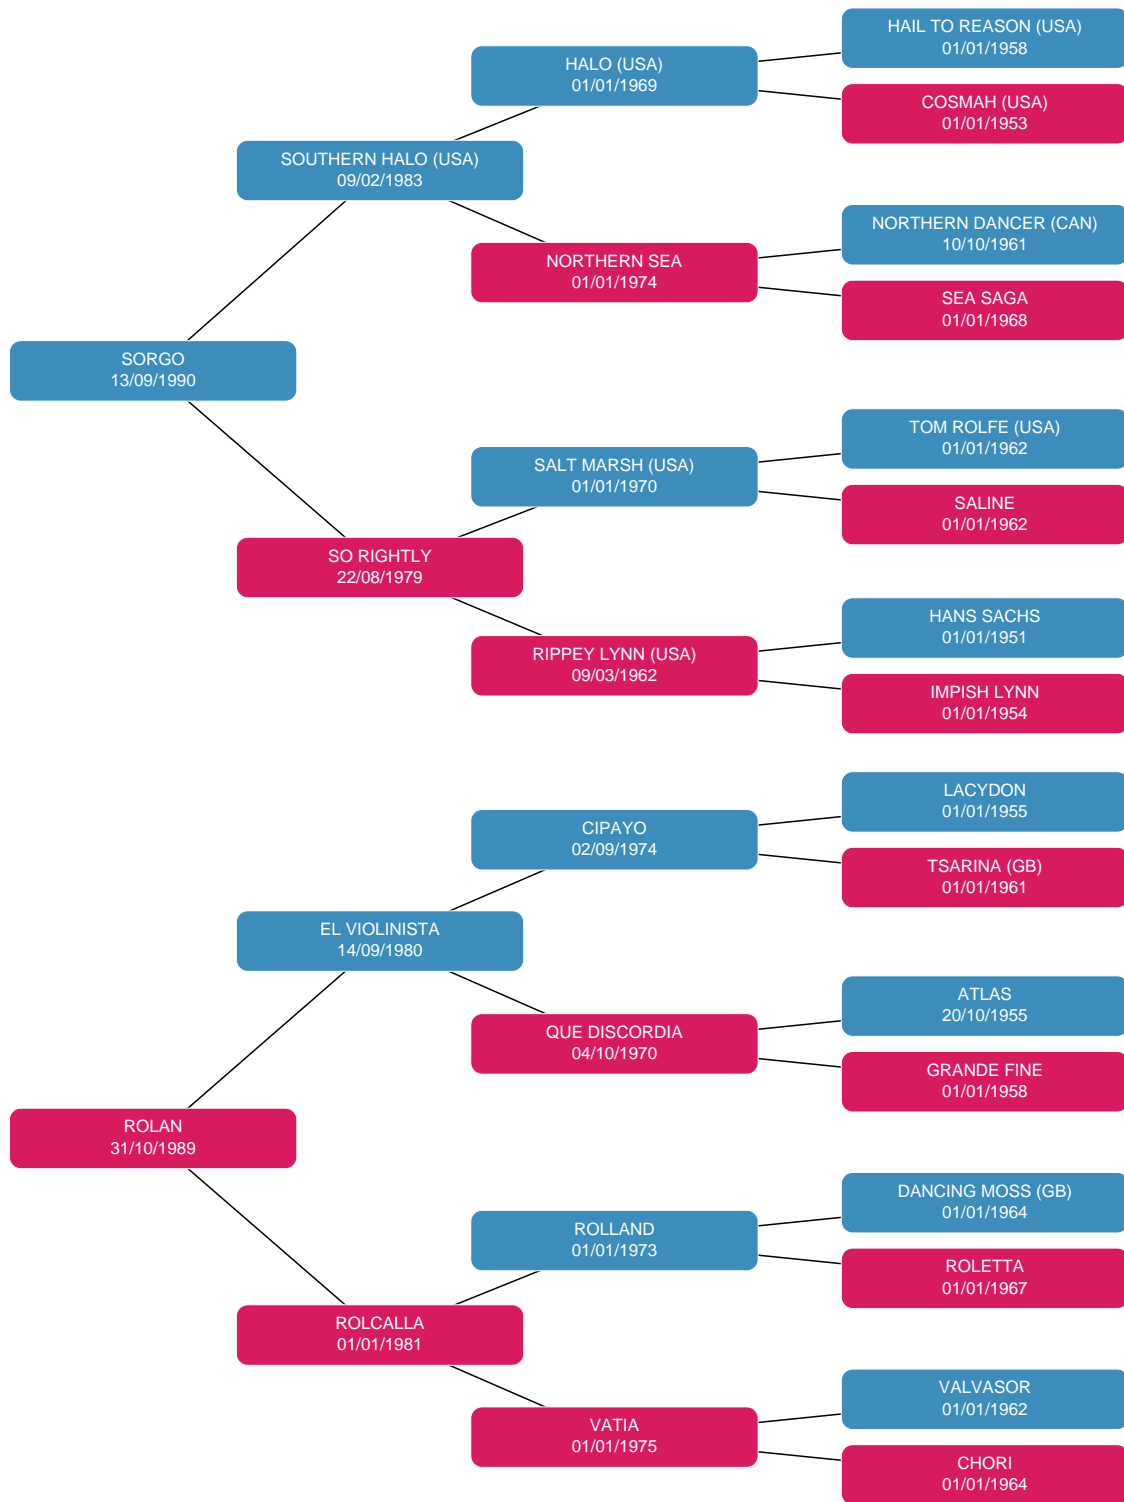 HAIL TO REASON (USA)
01/01/1958
HALO (USA)
01/01/1969
COSMAH (USA)
01/01/1953
SOUTHERN HALO (USA)
09/02/1983
NORTHERN DANCER (CAN)
10/10/1961
NORTHERN SEA
01/01/1974
SEA SAGA
01/01/1968
SORGO
13/09/1990
TOM ROLFE (USA)
01/01/1962
SALT MARSH (USA)
01/01/1970
SALINE
01/01/1962
SO RIGHTLY
22/08/1979
HANS SACHS
01/01/1951
RIPPEY LYNN (USA)
09/03/1962
IMPISH LYNN
01/01/1954
LACYDON
01/01/1955
CIPAYO
02/09/1974
TSARINA (GB)
01/01/1961
EL VIOLINISTA
14/09/1980
ATLAS
20/10/1955
QUE DISCORDIA
04/10/1970
GRANDE FINE
01/01/1958
ROLAN
31/10/1989
DANCING MOSS (GB)
01/01/1964
ROLLAND
01/01/1973
ROLETTA
01/01/1967
ROLCALLA
01/01/1981
VALVASOR
01/01/1962
VATIA
01/01/1975
CHORI
01/01/1964